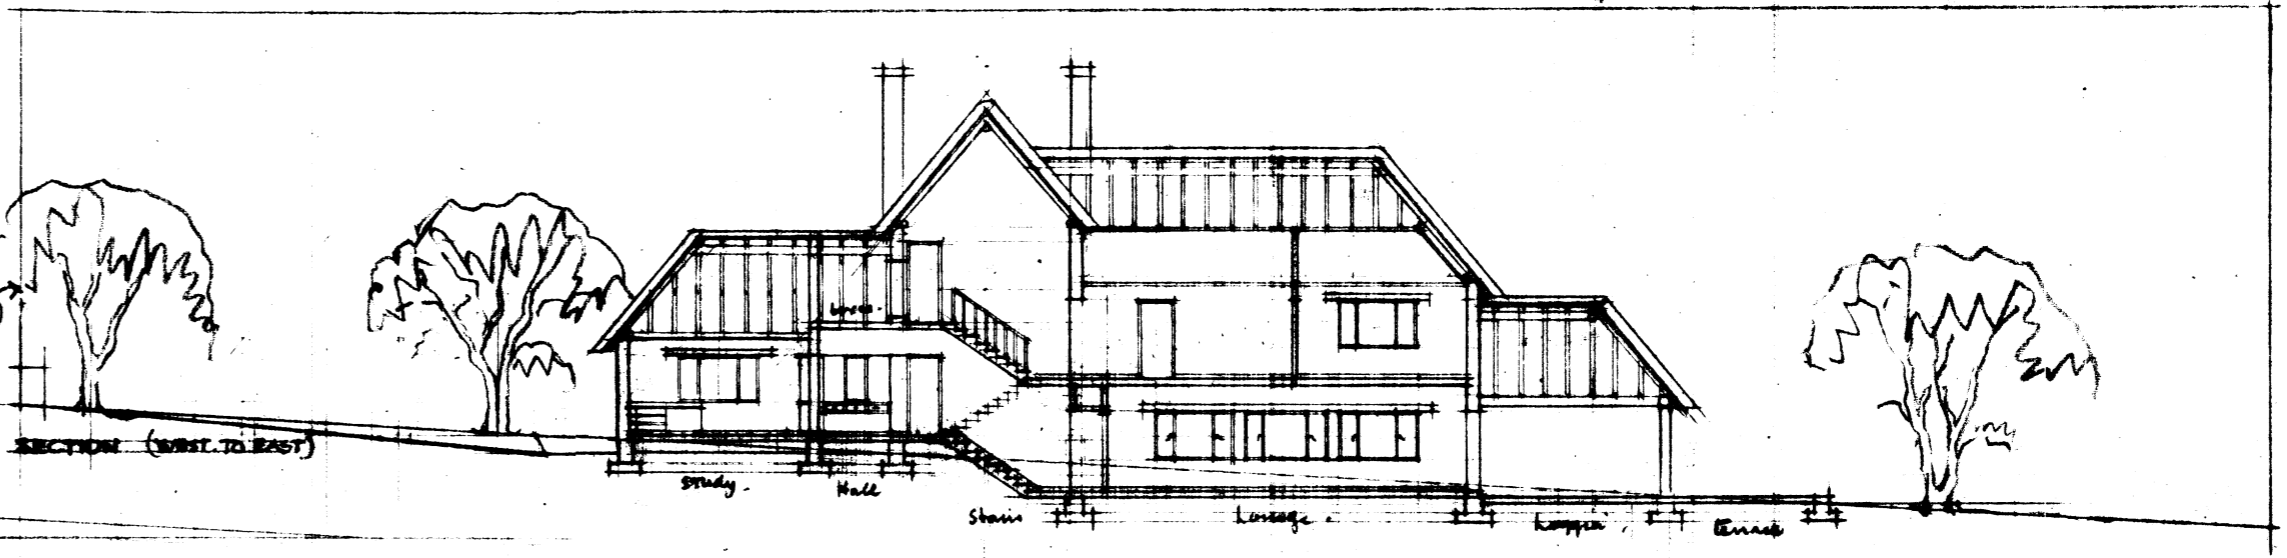 SECTION (WEST TO EAST)
Study.
Hall
Stairs
Lounge.
Loggia.
terrace